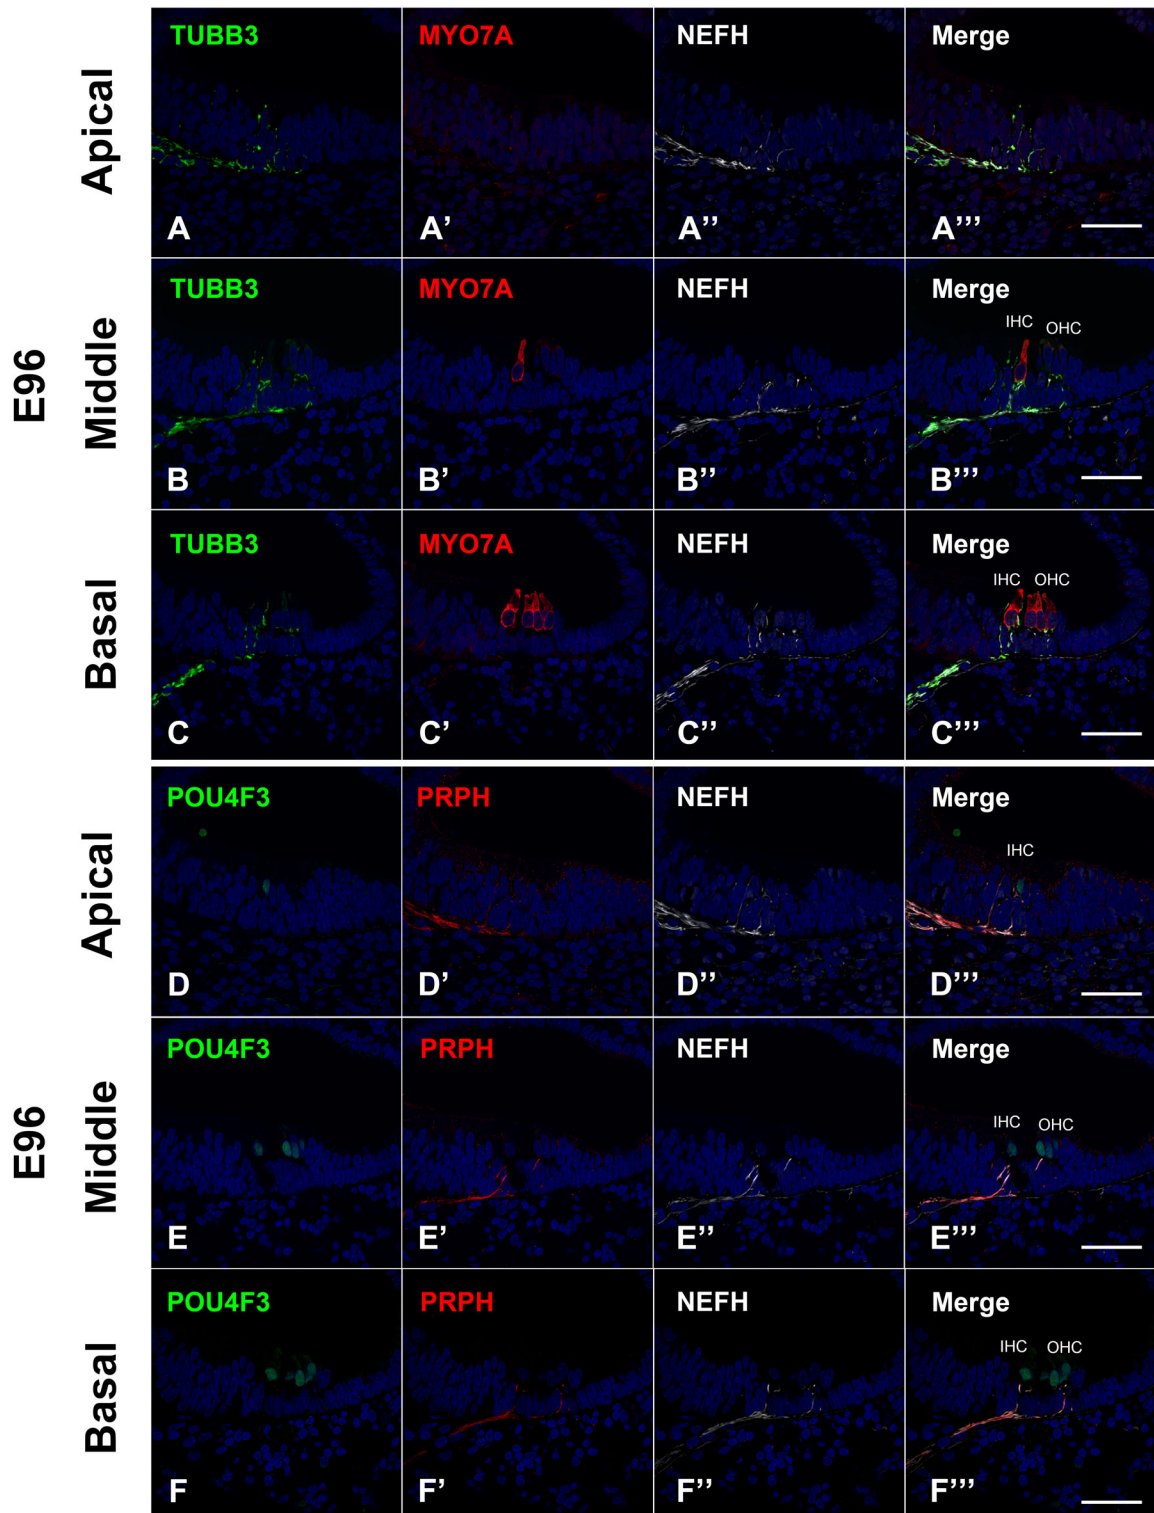 Apical
TUBB3 MYO7A NEFH Merge
A A’ A’’ A’’’
E96
Middle
TUBB3 MYO7A NEFH Merge
IHC OHC
B B’ B’’ B’’’
Basal
TUBB3 MYO7A NEFH Merge
IHC OHC
C C’ C’’ C’’’
Apical
POU4F3 PRPH NEFH Merge
IHC
D D’ D’’ D’’’
E96
Middle
POU4F3 PRPH NEFH Merge
IHC OHC
E E’ E’’ E’’’
Basal
POU4F3 PRPH NEFH Merge
IHC OHC
F F’ F’’ F’’’